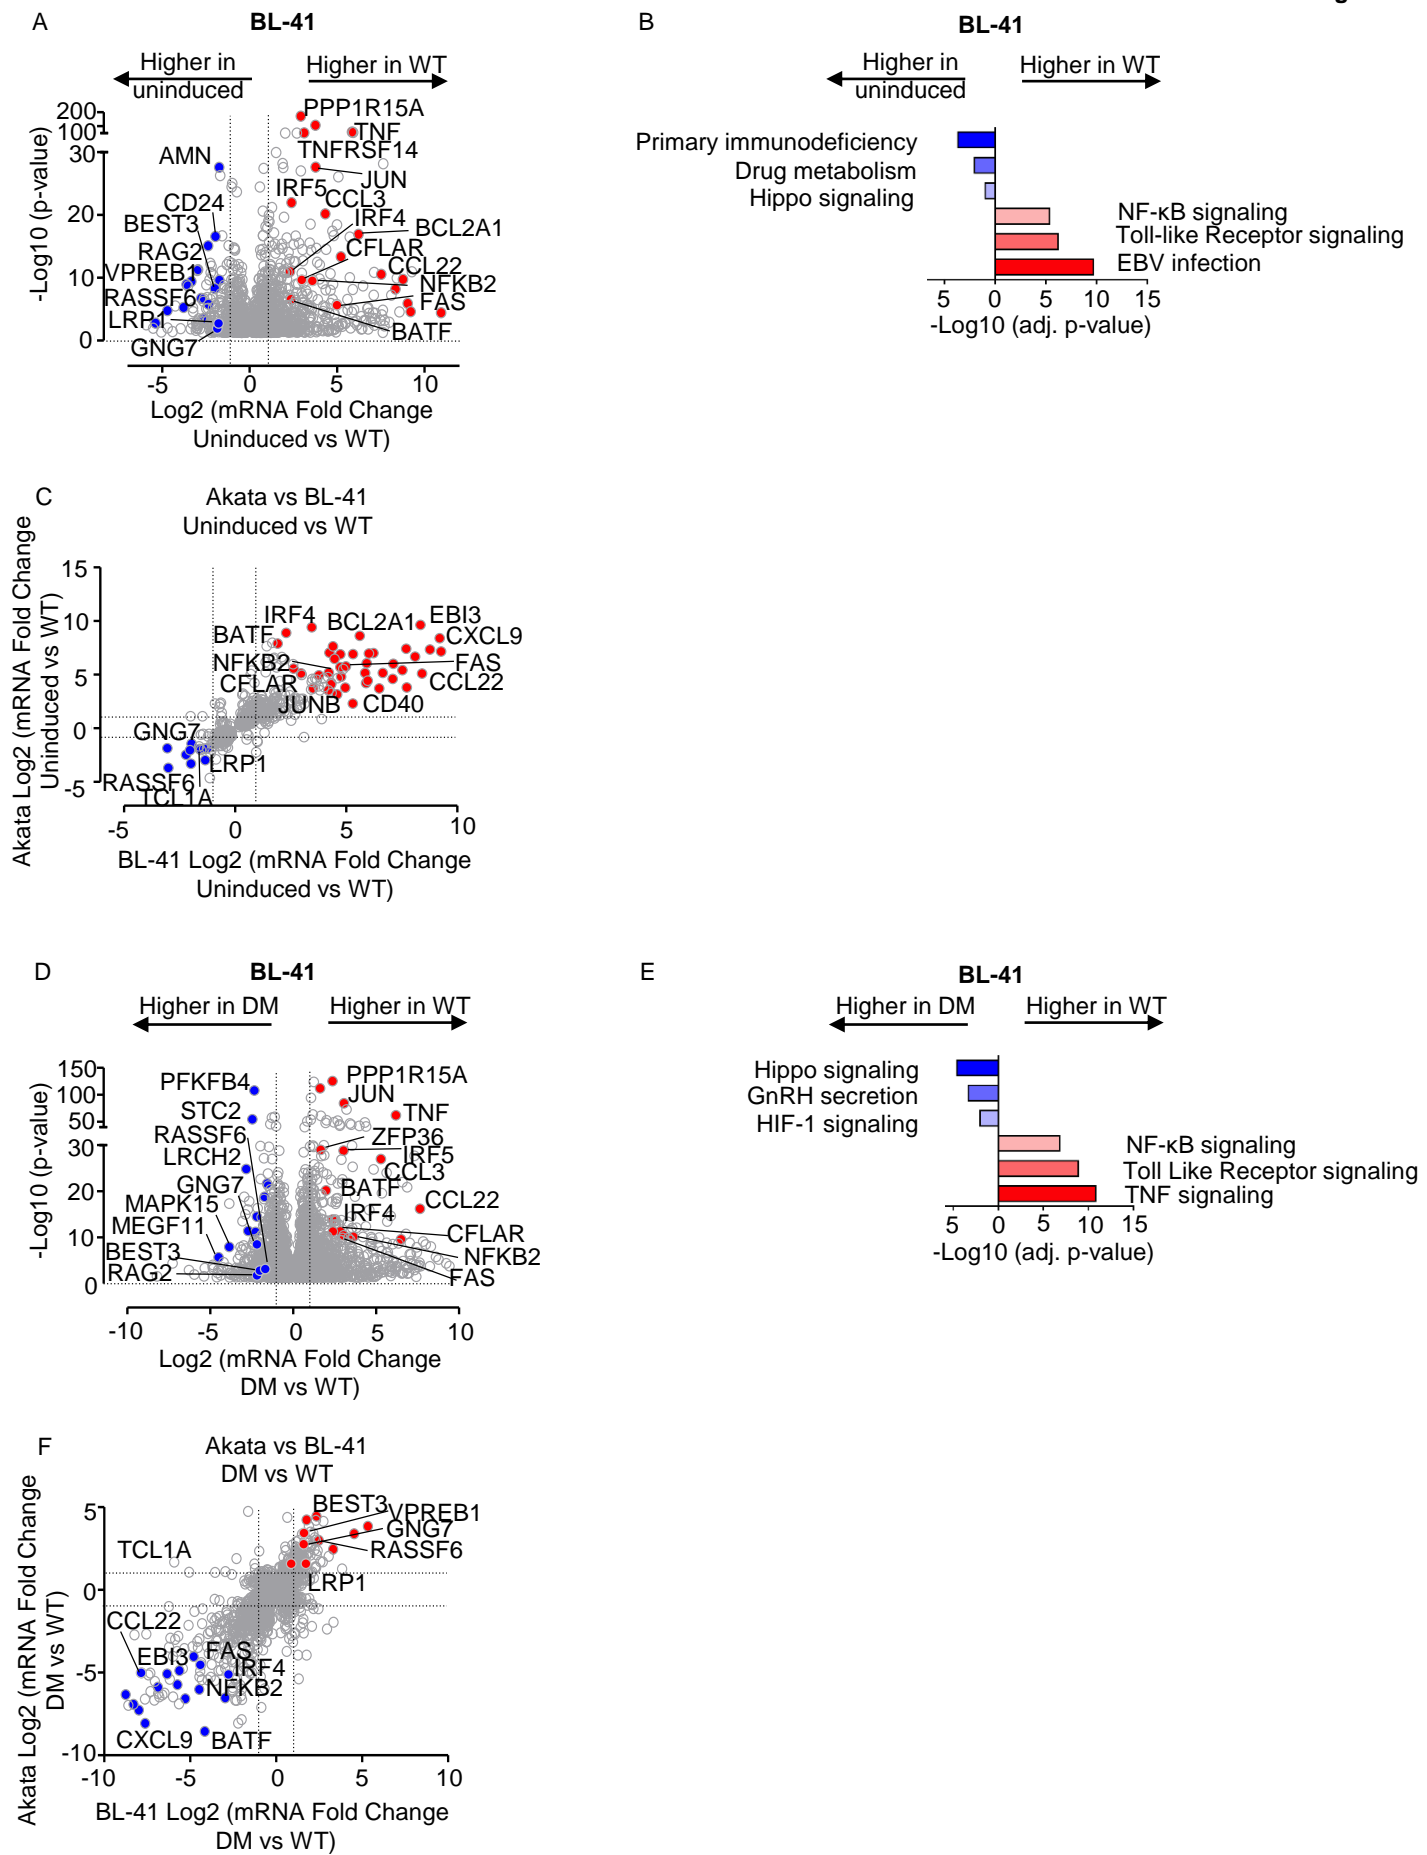 g
A
BL-41
Higher in
uninduced
Higher in WT
-Log10 (p-value)
200
100
30
20
10
0
PPP1R15A
TNF
TNFRSF14
JUN
AMN
IRF5
CCL3
CD24
IRF4
BEST3
BCL2A1
RAG2
CFLAR
VPREB1
CCL22
NFKB2
RASSF6
FAS
LRP1
BATF
GNG7
-5
0
5
10
Log2 (mRNA Fold Change
Uninduced vs WT)
B
BL-41
Higher in
uninduced
Higher in WT
Primary immunodeficiency
Drug metabolism
Hippo signaling
NF-κB signaling
Toll-like Receptor signaling
EBV infection
5
0
5
10
15
-Log10 (adj. p-value)
C
Akata vs BL-41
Uninduced vs WT
Akata Log2 (mRNA Fold Change
Uninduced vs WT)
15
10
5
0
-5
IRF4
BCL2A1
EBI3
BATF
CXCL9
NFKB2
FAS
CFLAR
CCL22
JUNB
CD40
GNG7
LRP1
RASSF6
TCL1A
-5
0
5
10
BL-41 Log2 (mRNA Fold Change
Uninduced vs WT)
D
BL-41
Higher in DM
Higher in WT
-Log10 (p-value)
150
100
50
30
20
10
0
PFKFB4
PPP1R15A
JUN
STC2
TNF
RASSF6
ZFP36
LRCH2
IRF5
CCL3
GNG7
BATF
MAPK15
CCL22
MEGF11
IRF4
CFLAR
BEST3
NFKB2
RAG2
FAS
-10
-5
0
5
10
Log2 (mRNA Fold Change
DM vs WT)
E
BL-41
Higher in DM
Higher in WT
Hippo signaling
GnRH secretion
HIF-1 signaling
NF-κB signaling
Toll Like Receptor signaling
TNF signaling
5
0
5
10
15
-Log10 (adj. p-value)
F
Akata vs BL-41
DM vs WT
Akata Log2 (mRNA Fold Change
DM vs WT)
5
0
-5
-10
BEST3
VPREB1
GNG7
TCL1A
RASSF6
LRP1
CCL22
EBI3
FAS
IRF4
NFKB2
CXCL9
BATF
-10
-5
0
5
10
BL-41 Log2 (mRNA Fold Change
DM vs WT)